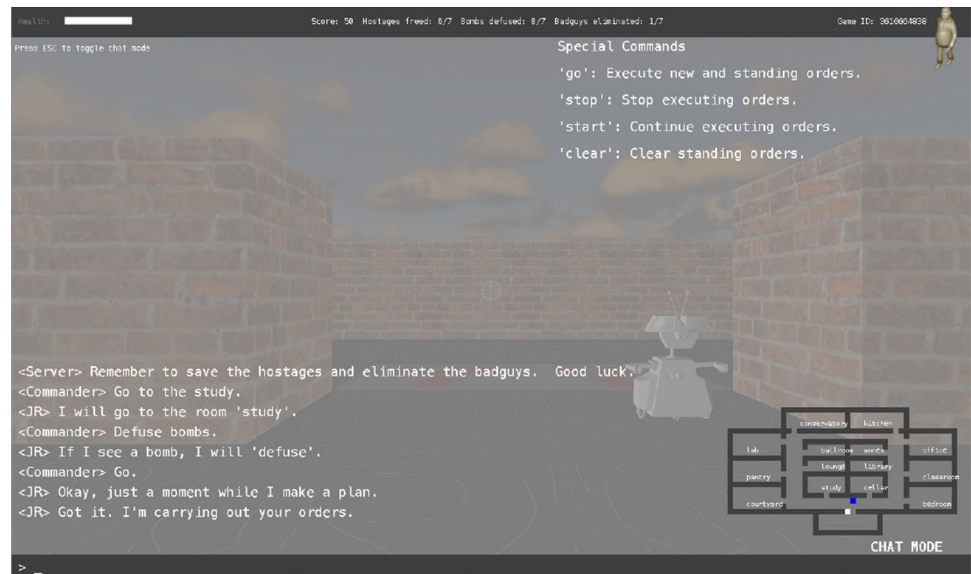 Health:
Score: 50 Hostages freed: 0/7 Bombs defused: 0/7 Badguys eliminated: 1/7
Game ID: 3616664838
Press ESC to toggle chat mode
Special Commands
'go': Execute new and standing orders.
'stop': Stop executing orders.
'start': Continue executing orders.
'clear': Clear standing orders.
<Server> Remember to save the hostages and eliminate the badguys.  Good luck.
<Commander> Go to the study.
<JR> I will go to the room 'study'.
<Commander> Defuse bombs.
<JR> If I see a bomb, I will 'defuse'.
<Commander> Go.
<JR> Okay, just a moment while I make a plan.
<JR> Got it. I'm carrying out your orders.
conservatory kitchen
lab ballroom annex office
lounge library
pantry classroom
study cellar
courtyard bedroom
CHAT MODE
> _